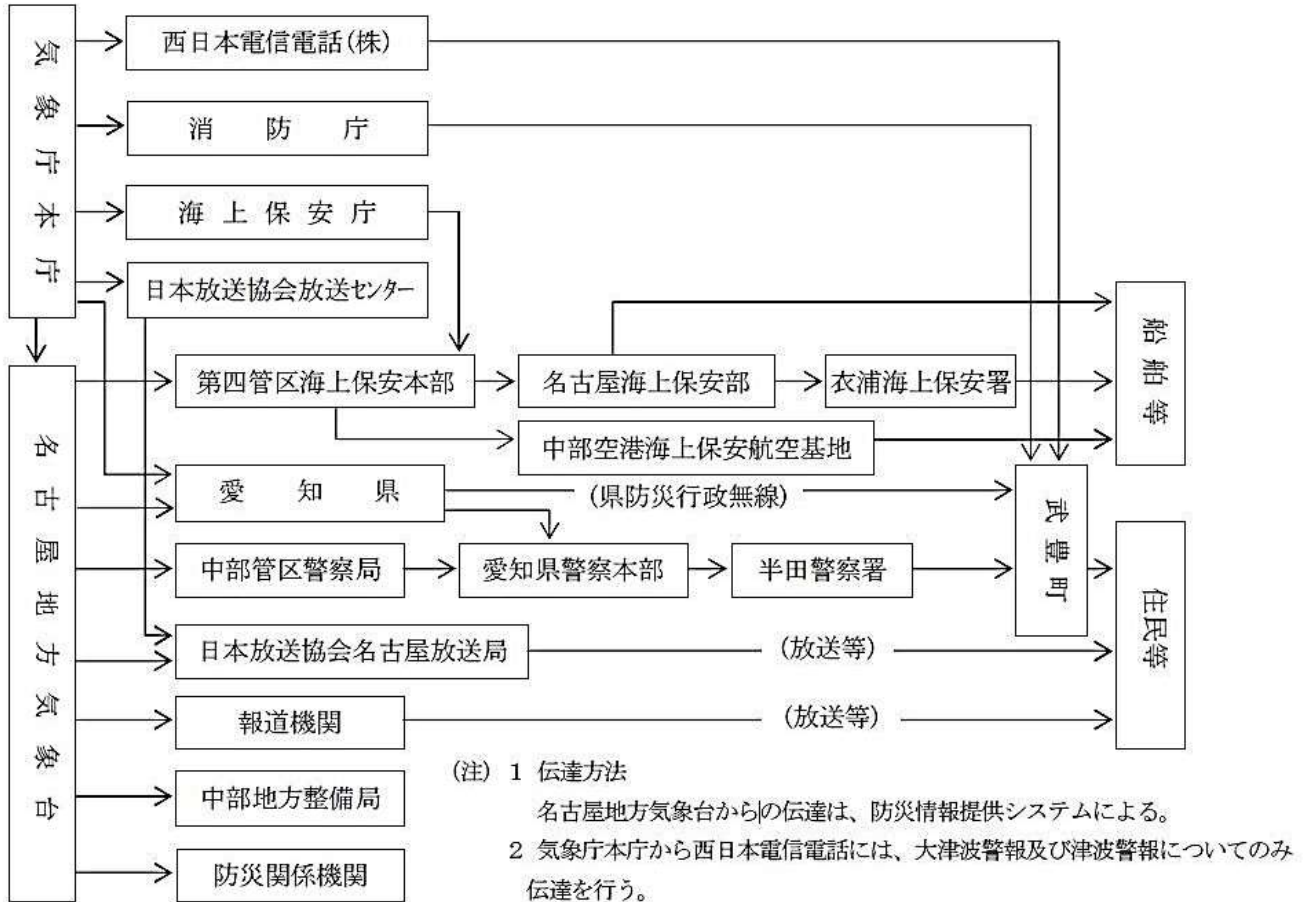 気象庁本庁
西日本電信電話(株)
消防庁
海上保安庁
日本放送協会放送センター
名古屋地方気象台
第四管区海上保安本部
名古屋海上保安部
衣浦海上保安署
船舶等
中部空港海上保安航空基地
愛知県
(県防災行政無線)
武豊町
中部管区警察局
愛知県警察本部
半田警察署
住民等
日本放送協会名古屋放送局
(放送等)
報道機関
(放送等)
中部地方整備局
防災関係機関
(注) 1 伝達方法
名古屋地方気象台からの伝達は、防災情報提供システムによる。
2 気象庁本庁から西日本電信電話には、大津波警報及び津波警報についてのみ
伝達を行う。